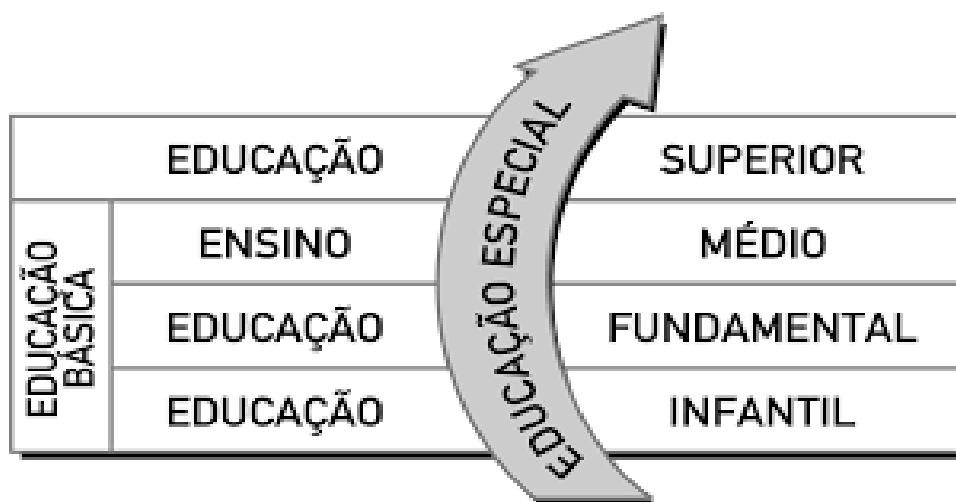 EDUCAÇÃO SUPERIOR
ENSINO MÉDIO
EDUCAÇÃO FUNDAMENTAL
EDUCAÇÃO INFANTIL
EDUCAÇÃO
BÁSICA
EDUCAÇÃO ESPECIAL